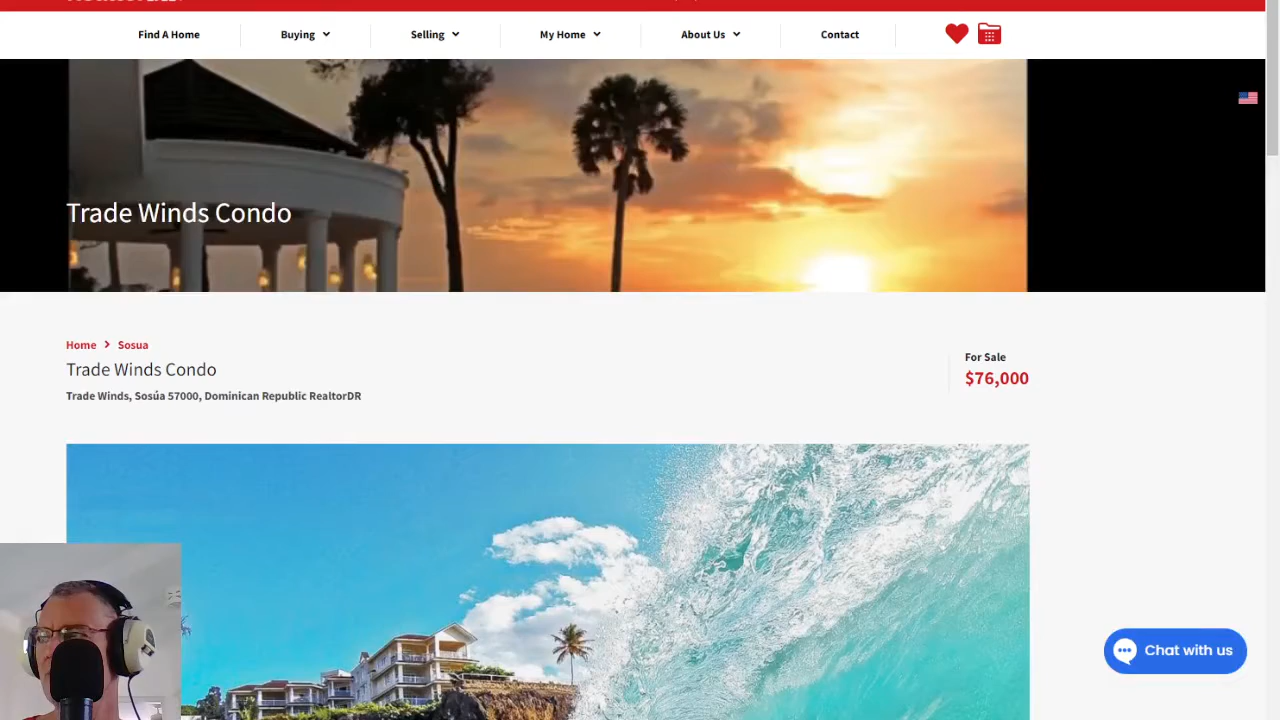 Find A Home
Buying
Selling
My Home
About Us
Contact
Trade Winds Condo
Home > Sosua
Trade Winds Condo
Trade Winds, Sosúa 57000, Dominican Republic RealtorDR
For Sale
$76,000
Chat with us